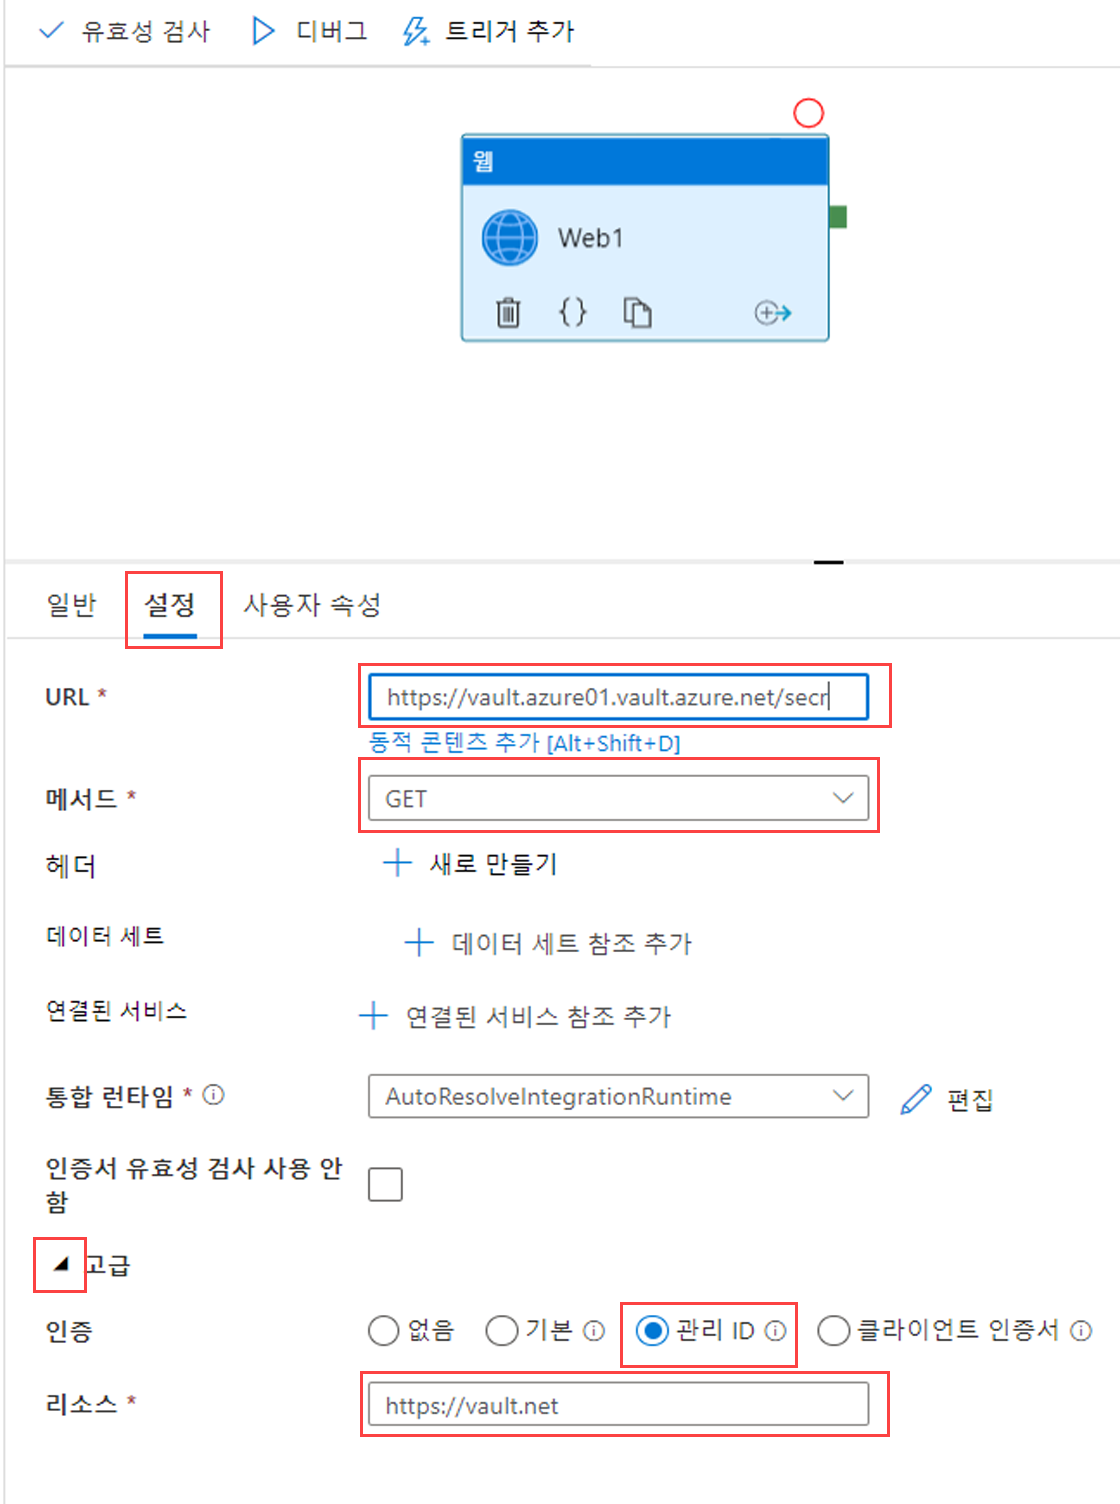 유효성 검사 디버그 트리거 추가
웹
Web1
{}
일반 설정 사용자 속성
URL * https://vault.azure01.vault.azure.net/secr
동적 콘텐츠 추가 [Alt+Shift+D]
메서드 * GET
헤더 + 새로 만들기
데이터 세트 + 데이터 세트 참조 추가
연결된 서비스 + 연결된 서비스 참조 추가
통합 런타임 * AutoResolveIntegrationRuntime 편집
인증서 유효성 검사 사용 안
함
고급
인증 없음 기본 관리 ID 클라이언트 인증서
리소스 * https://vault.net